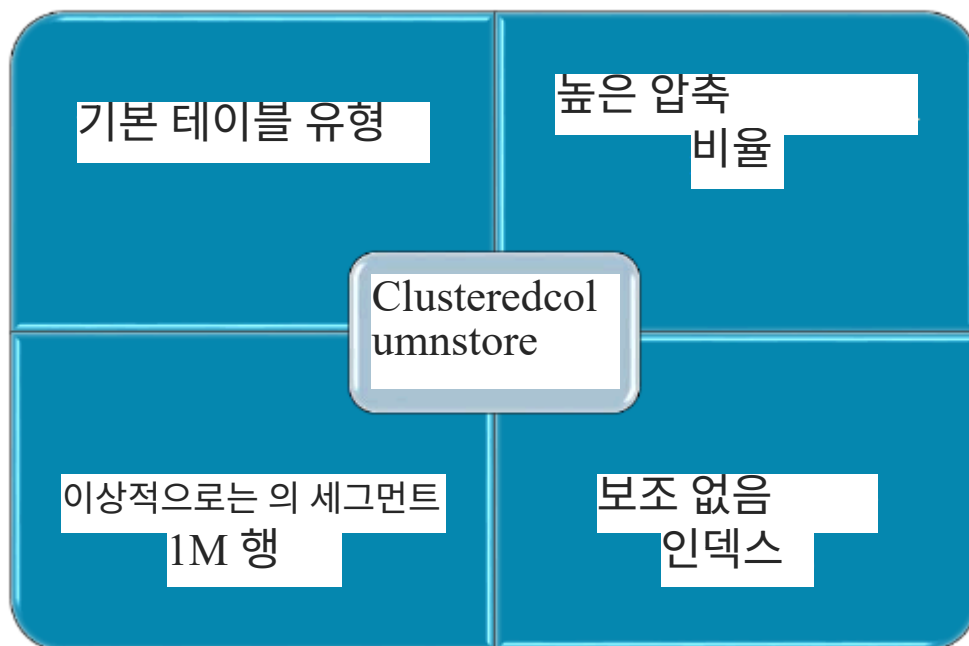 기본 테이블 유형
높은 압축
비율
Clusteredcol
umnstore
이상적으로는 의 세그먼트
1M 행
보조 없음
인덱스